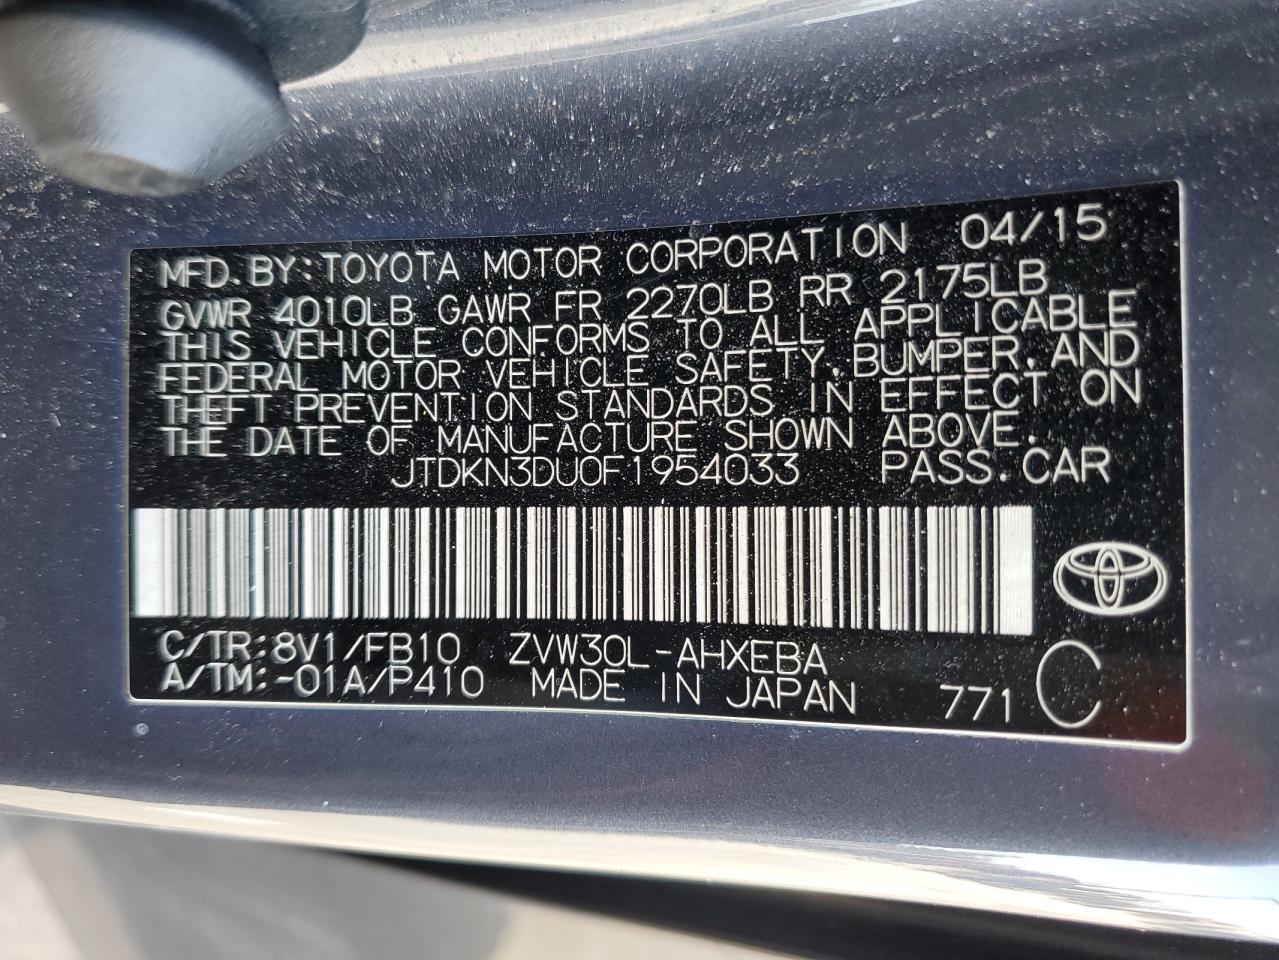 MFD. BY: TOYOTA MOTOR CORPORATION 04/15
GVWR 4010LB GAWR FR 2270LB RR 2175LB
THIS VEHICLE CONFORMS TO ALL APPLICABLE
FEDERAL MOTOR VEHICLE SAFETY, BUMPER, AND
THEFT PREVENTION STANDARDS IN EFFECT ON
THE DATE OF MANUFACTURE SHOWN ABOVE.
JTDKN3DU0F1954033 PASS. CAR
C/TR: 8V1/FB10 ZVW30L-AHXEBA
A/TM: -01A/P410 MADE IN JAPAN 771 C